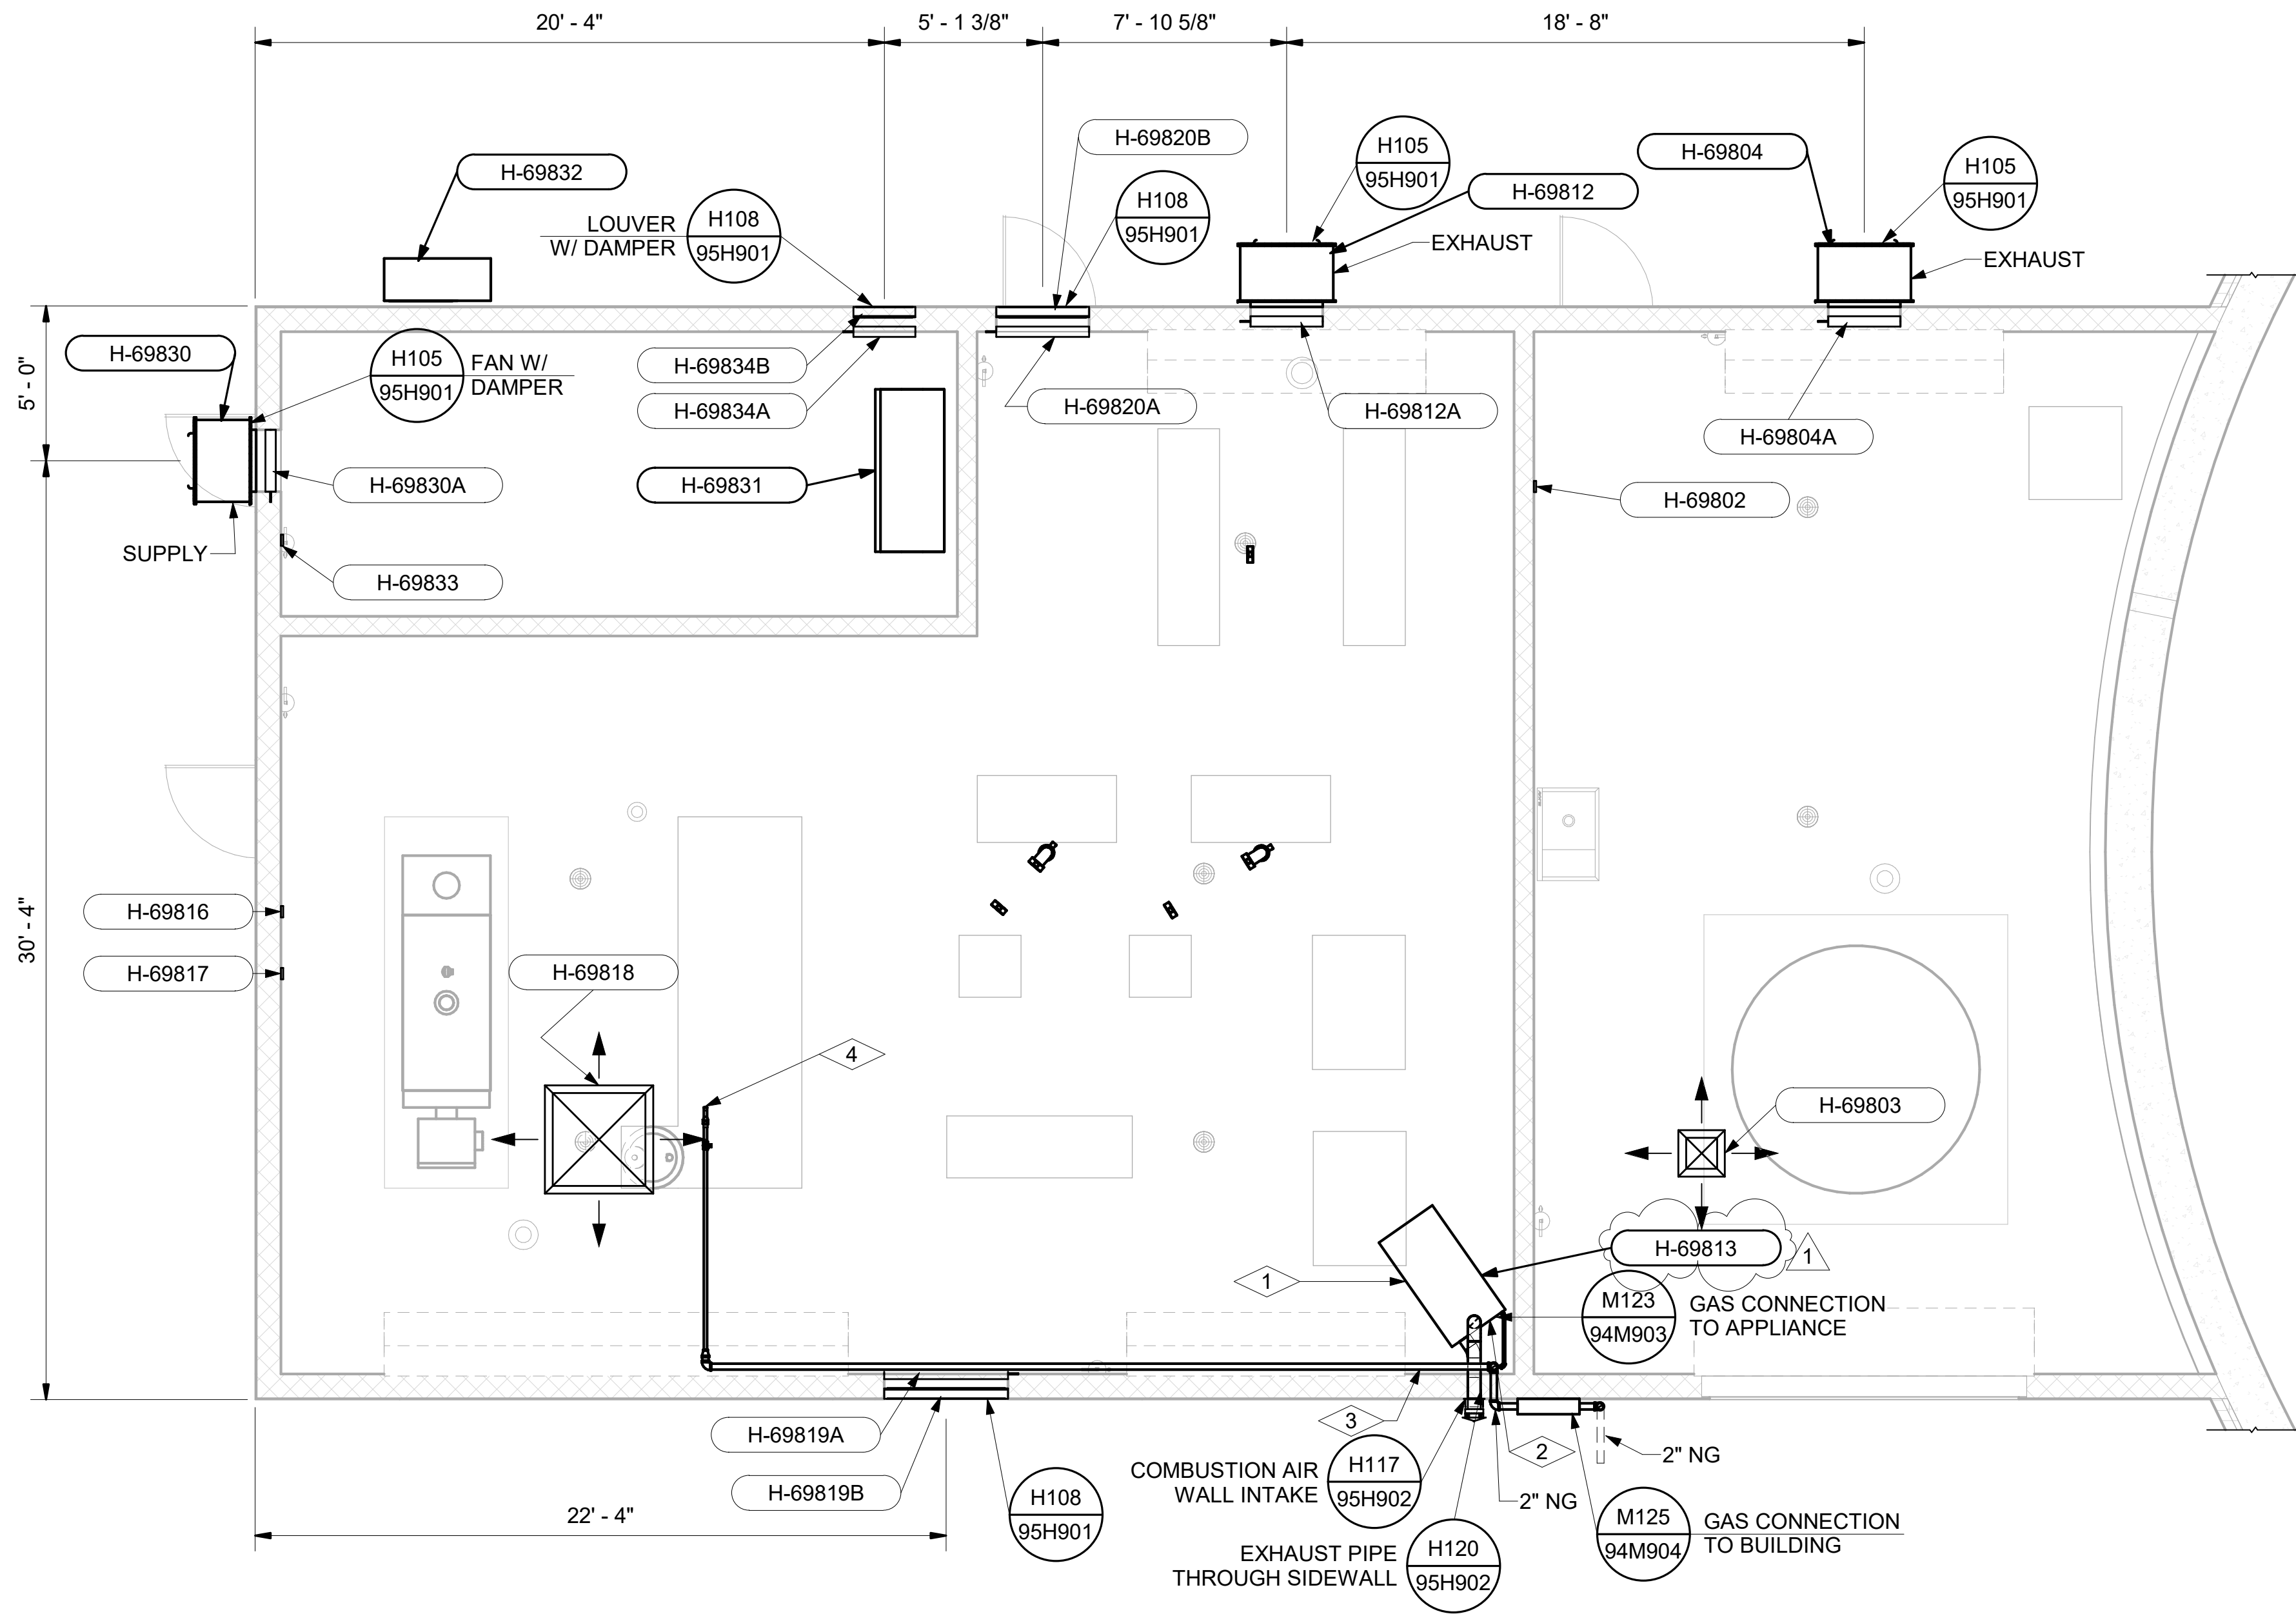 20' - 4"
5' - 1 3/8"
7' - 10 5/8"
18' - 8"
H-69820B
H105
95H901
H-69804
H105
95H901
H-69832
H-69812
LOUVER
W/ DAMPER
H108
95H901
H108
95H901
EXHAUST
EXHAUST
5' - 0"
H-69830
H105
95H901
FAN W/
DAMPER
H-69834B
H-69834A
H-69820A
H-69812A
H-69804A
H-69830A
H-69831
H-69802
SUPPLY
H-69833
30' - 4"
H-69816
H-69817
H-69818
4
H-69803
H-69813
1
1
M123
94M903
GAS CONNECTION
TO APPLIANCE
H-69819A
3
2
2" NG
COMBUSTION AIR
WALL INTAKE
H117
95H902
H-69819B
2" NG
H108
95H901
22' - 4"
M125
94M904
GAS CONNECTION
TO BUILDING
EXHAUST PIPE
THROUGH SIDEWALL
H120
95H902